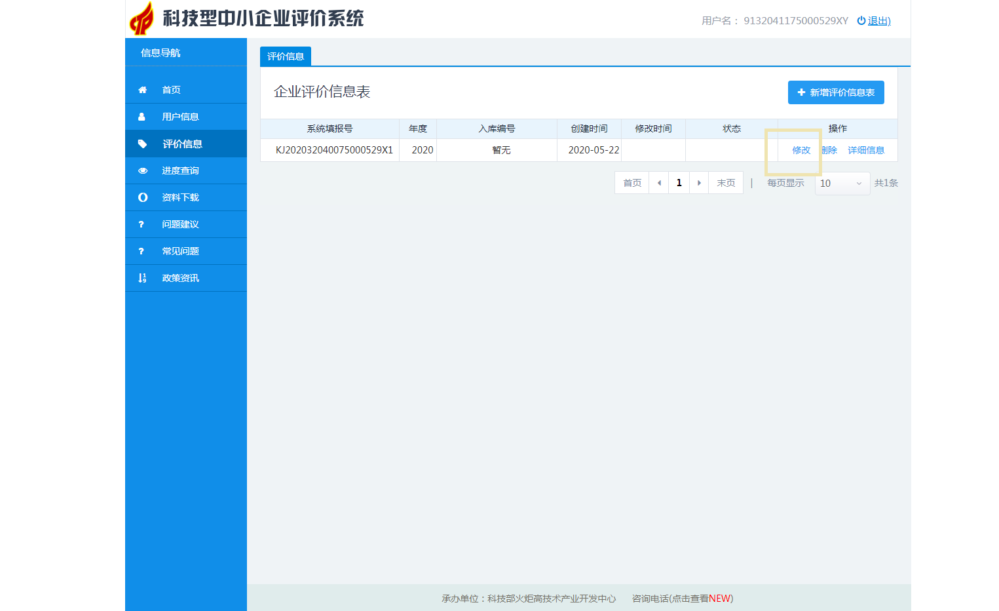 科技型中小企业评价系统
用户名： 9132041175000529XY 退出)
信息导航
首页
用户信息
评价信息
进度查询
资料下载
问题建议
常见问题
政策资讯
评价信息
企业评价信息表
新增评价信息表
系统填报号 年度 入库编号 创建时间 修改时间 状态 操作
KJ202032040075000529X1 2020 暂无 2020-05-22 修改 删除 详细信息
首页 1 末页 | 每页显示 10 共1条
承办单位：科技部火炬高技术产业开发中心 咨询电话(点击查看NEW)